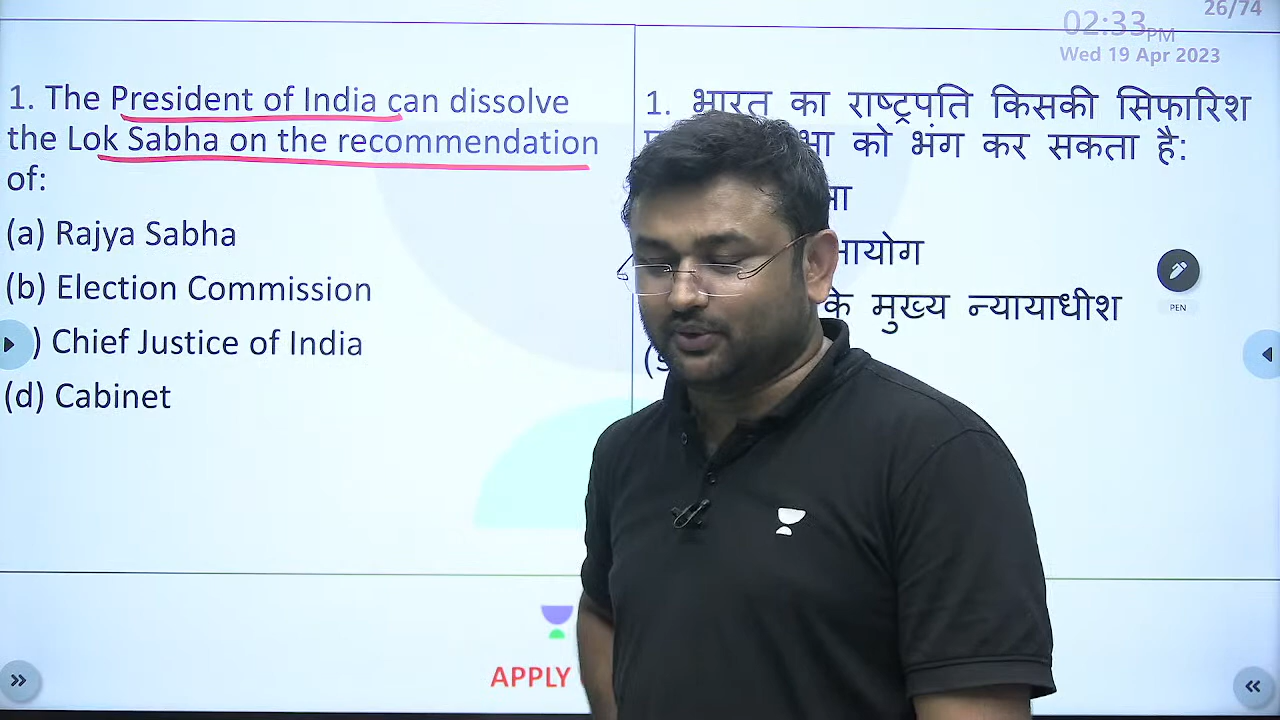 26/74
02:33PM
Wed 19 Apr 2023
1. The President of India can dissolve
the Lok Sabha on the recommendation
of:
(a) Rajya Sabha
(b) Election Commission
) Chief Justice of India
(d) Cabinet
1. भारत का राष्ट्रपति किसकी सिफारिश
को भंग कर सकता है:
आयोग
के मुख्य न्यायाधीश
PEN
APPLY